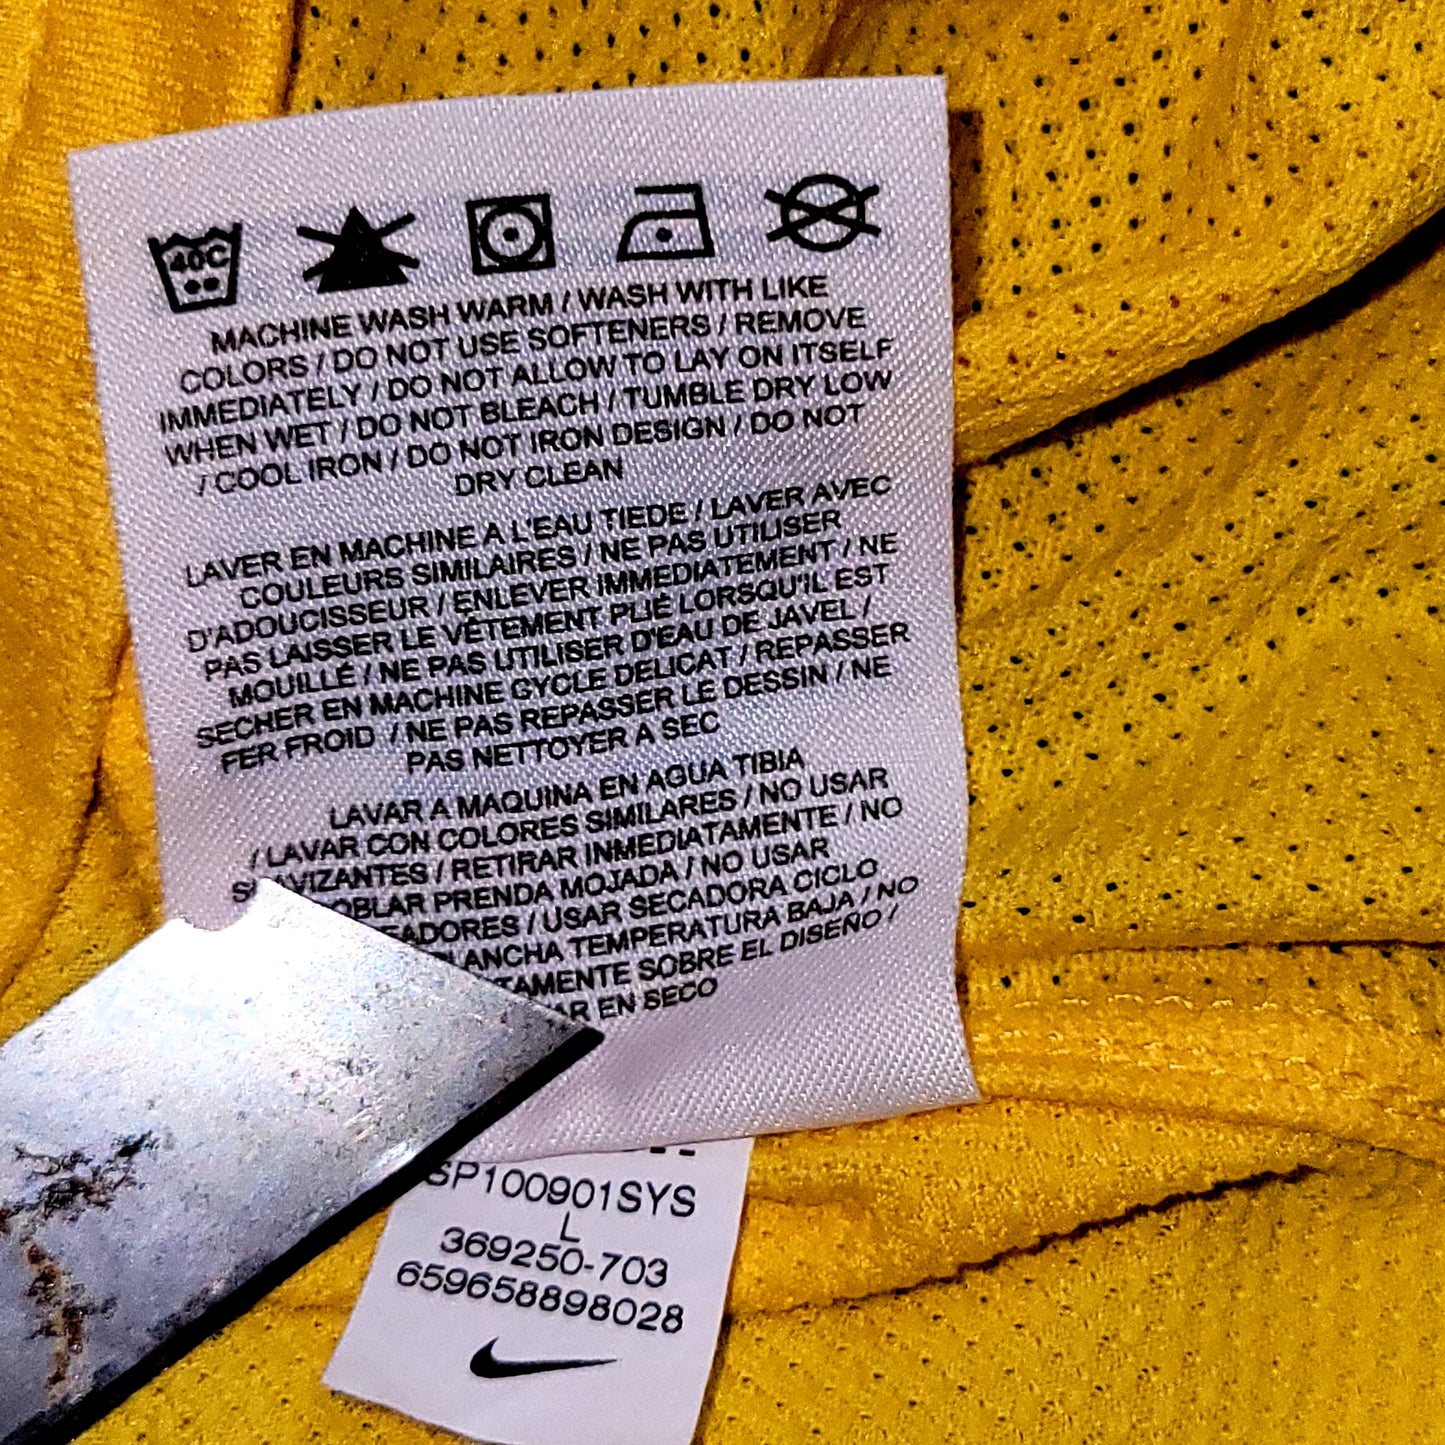 40C
MACHINE WASH WARM / WASH WITH LIKE
COLORS / DO NOT USE SOFTENERS / REMOVE
IMMEDIATELY / DO NOT ALLOW TO LAY ON ITSELF
WHEN WET / DO NOT BLEACH / TUMBLE DRY LOW
/ COOL IRON / DO NOT IRON DESIGN / DO NOT
DRY CLEAN
LAVER EN MACHINE A L'EAU TIEDE / LAVER AVEC
COULEURS SIMILAIRES / NE PAS UTILISER
D'ADOUCISSEUR / ENLEVER IMMEDIATEMENT / NE
PAS LAISSER LE VÊTEMENT PLIÉ LORSQU'IL EST
MOUILLÉ / NE PAS UTILISER D'EAU DE JAVEL /
SECHER EN MACHINE CYCLE DELICAT / REPASSER
FER FROID / NE PAS REPASSER LE DESSIN / NE
PAS NETTOYER A SEC
LAVAR A MAQUINA EN AGUA TIBIA
/ LAVAR CON COLORES SIMILARES / NO USAR
SUAVIZANTES / RETIRAR INMEDIATAMENTE / NO
OBLAR PRENDA MOJADA / NO USAR
EADORES / USAR SECADORA CICLO
LANCHA TEMPERATURA BAJA / NO
TAMENTE SOBRE EL DISEÑO /
AR EN SECO
SP100901SYS
L
369250-703
659658898028